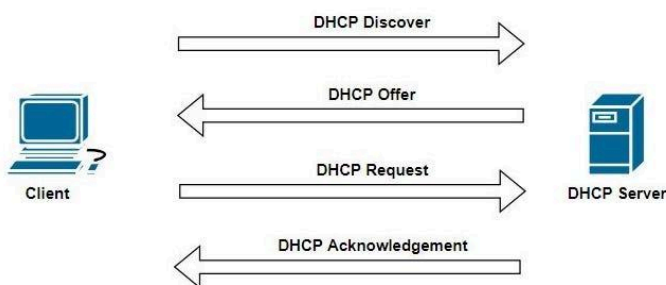 DHCP Discover
DHCP Offer
DHCP Request
Client
DHCP Server
DHCP Acknowledgement